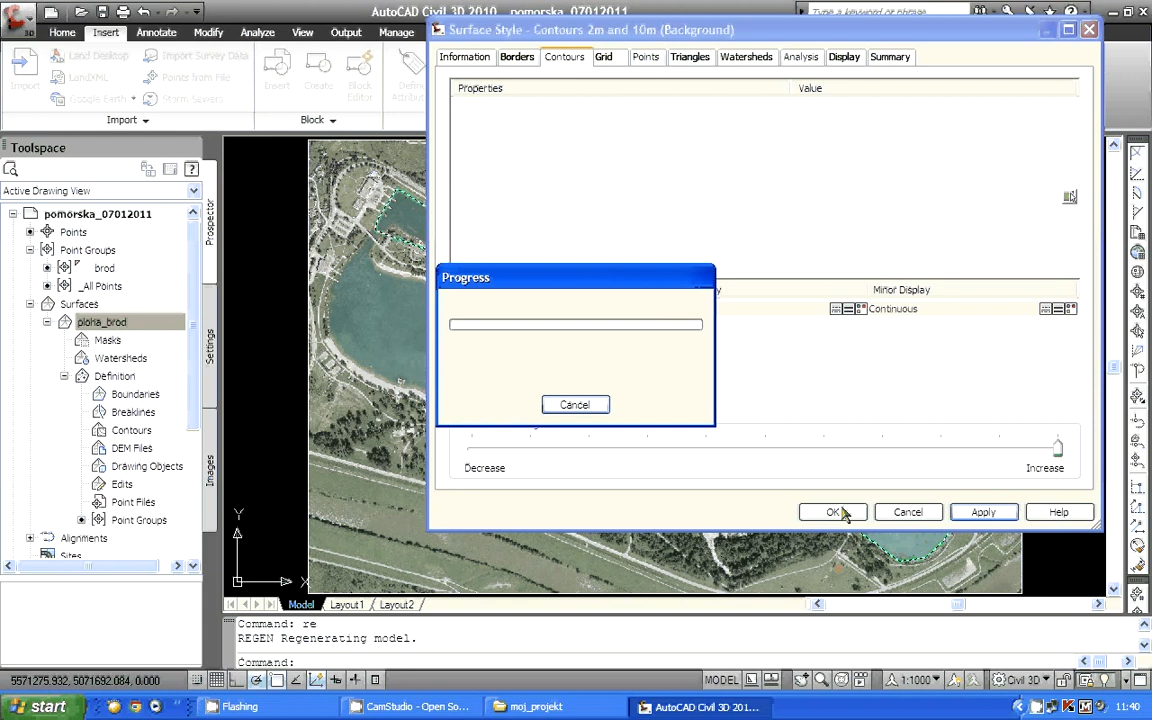 AutoCAD Civil 3D 2010 pomorska_07012011
Type a keyword or phrase
Home Insert Annotate Modify Analyze View Output Manage
Land Desktop
Import Survey Data
LandXML
Points from File
Google Earth
Storm Sewers
Import
Insert Create Block Editor
Import
Block
Surface Style - Contours 2m and 10m (Background)
Information Borders Contours Grid Points Triangles Watersheds Analysis Display Summary
Properties Value
Minor Display
Continuous
Progress
Cancel
Decrease Increase
OK Cancel Apply Help
Toolspace
Active Drawing View
pomorska_07012011
Points
Point Groups
brod
_All Points
Surfaces
ploha_brod
Masks
Watersheds
Definition
Boundaries
Breaklines
Contours
DEM Files
Drawing Objects
Edits
Point Files
Point Groups
Alignments
Sites
Prospector
Settings
Images
Y
X
Model Layout1 Layout2
Command: re
REGEN Regenerating model.
Command:
5571275.932, 5071692.084, 0.000
MODEL
1:1000
Civil 3D
start
Flashing
CamStudio - Open So...
moj_projekt
AutoCAD Civil 3D 201...
11:40